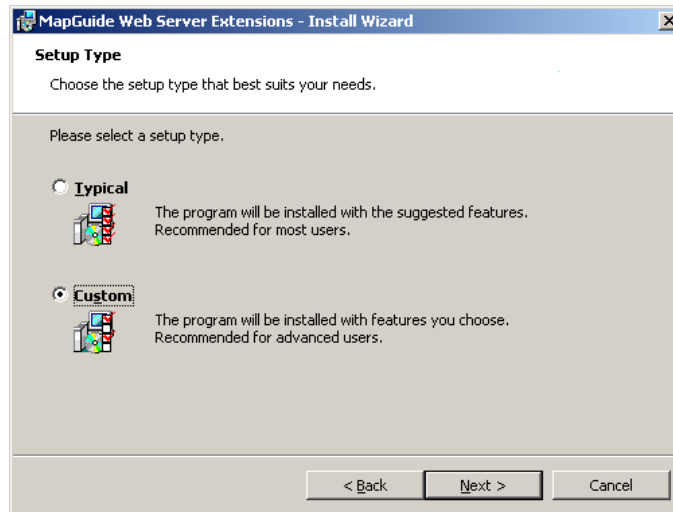 MapGuide Web Server Extensions - Install Wizard
Setup Type
Choose the setup type that best suits your needs.
Please select a setup type.
Typical
The program will be installed with the suggested features.
Recommended for most users.
Custom
The program will be installed with features you choose.
Recommended for advanced users.
< Back Next > Cancel